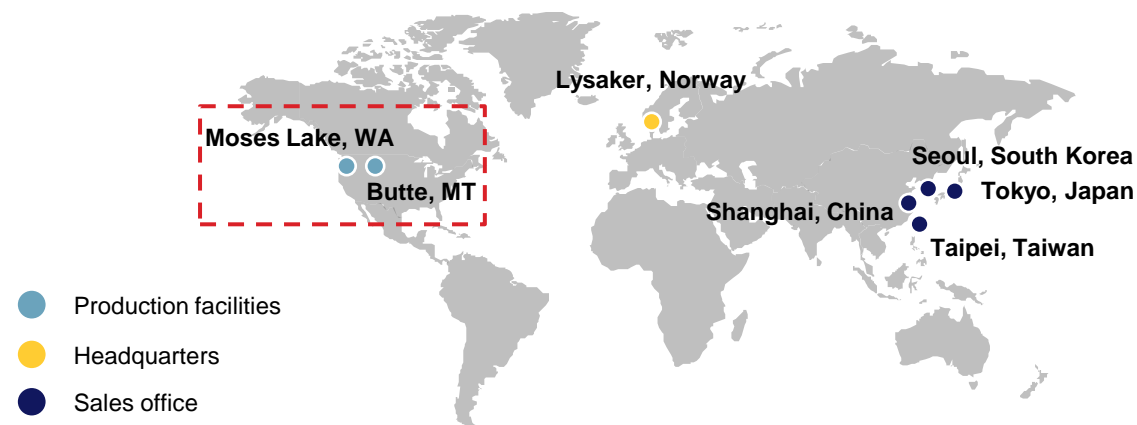 Lysaker, Norway
Moses Lake, WA
Butte, MT
Seoul, South Korea
Tokyo, Japan
Shanghai, China
Taipei, Taiwan
Production facilities
Headquarters
Sales office